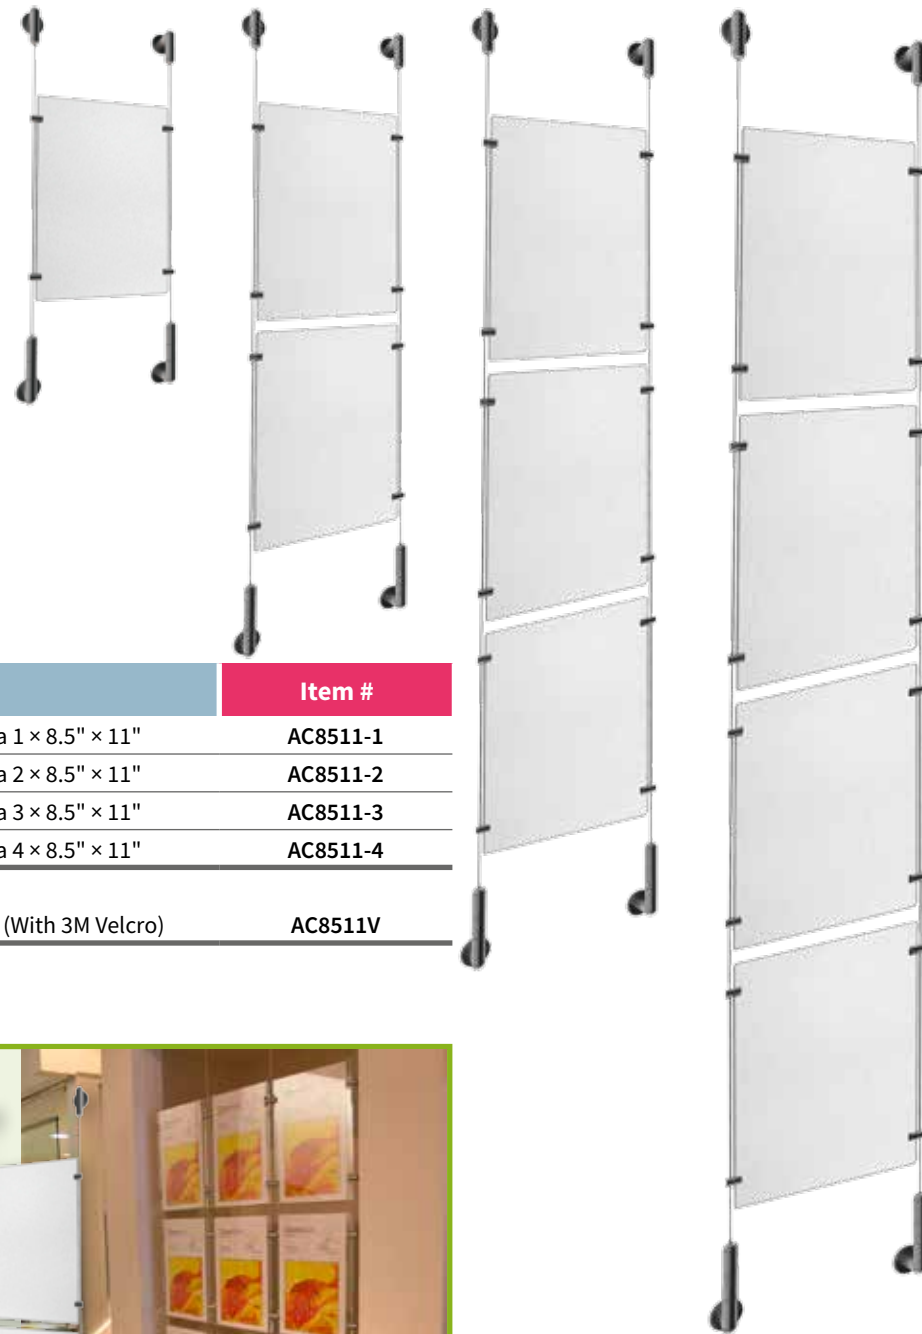 Item #
a 1 × 8.5" × 11" AC8511-1
a 2 × 8.5" × 11" AC8511-2
a 3 × 8.5" × 11" AC8511-3
a 4 × 8.5" × 11" AC8511-4
(With 3M Velcro) AC8511V